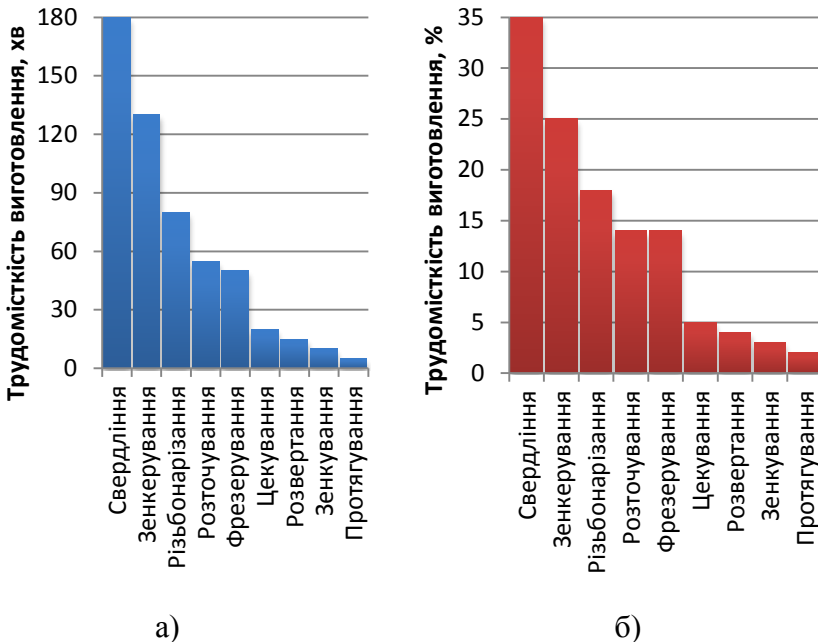 Трудомісткість виготовлення, хв
180
150
120
90
60
30
0
Свердління
Зенкерування
Різьбонарізання
Розточування
Фрезерування
Цекування
Розвертання
Зенкування
Протягування
а)
Трудомісткість виготовлення, %
35
30
25
20
15
10
5
0
Свердління
Зенкерування
Різьбонарізання
Розточування
Фрезерування
Цекування
Розвертання
Зенкування
Протягування
б)